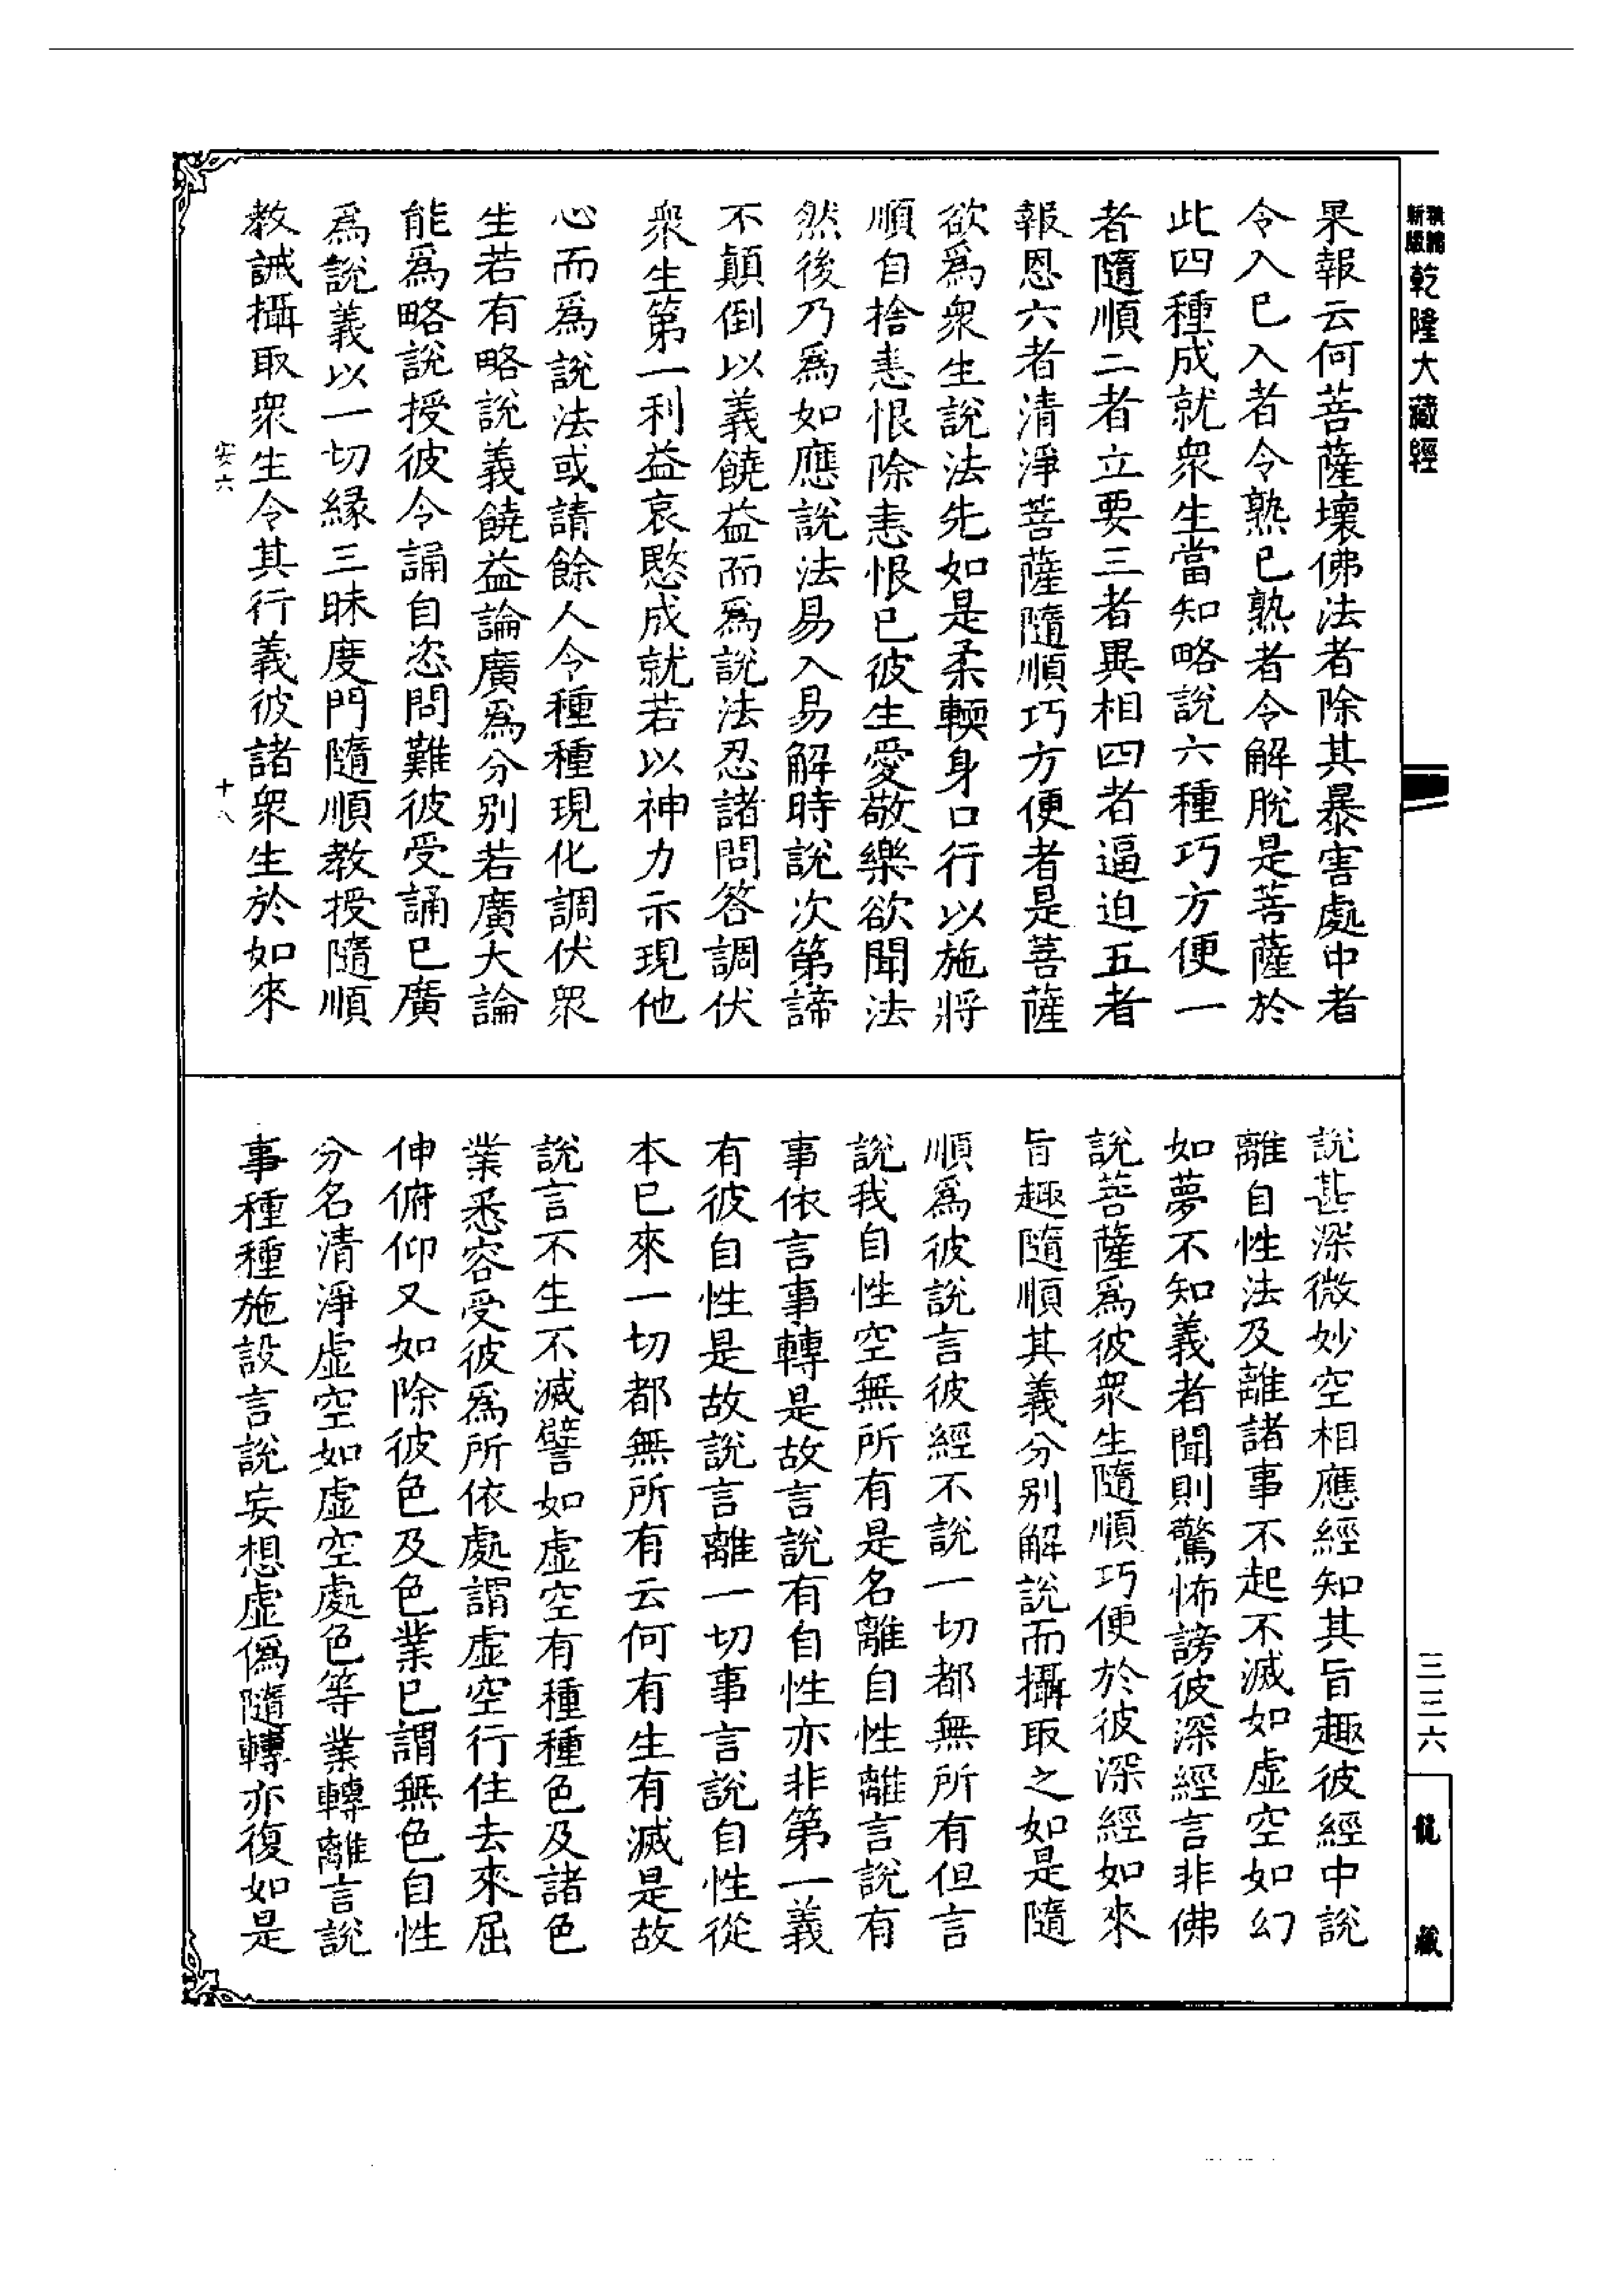 新版
乾隆大藏經
果報云何菩薩壞佛法者除其暴害處中者
令入已入者令熟已熟者令解脫是菩薩於
此四種成就衆生當知略說六種巧方便一
者隨順二者立要三者異相四者逼迫五者
報恩六者清淨菩薩隨順巧方便者是菩薩
欲爲衆生說法先如是柔輭身口行以施將
順自捨恚恨除恚恨已彼生愛敬樂欲聞法
然後乃爲如應說法易入易解時說次第諦
不顛倒以義饒益而爲說法忍諸問答調伏
衆生第一利益哀愍成就若以神力示現他
心而爲說法或請餘人令種種現化調伏衆
生若有略說義饒益論廣爲分別若廣大論
能爲略說授彼令誦自恣問難彼受誦已廣
爲說義以一切緣三昧度門隨順教授隨順
教誡攝取衆生令其行義彼諸衆生於如來
安六
十八
說甚深微妙空相應經知其旨趣彼經中說
離自性法及離諸事不起不滅如虛空如幻
如夢不知義者聞則驚怖謗彼深經言非佛
說菩薩爲彼衆生隨順巧便於彼深經如來
旨趣隨順其義分別解說而攝取之如是隨
順爲彼說言彼經不說一切都無所有但言
說我自性空無所有是名離自性離言說有
事依言事轉是故言說有自性亦非第一義
有彼自性是故說言離一切事言說自性從
本已來一切都無所有云何有生有滅是故
說言不生不滅譬如虛空有種種色及諸色
業悉容受彼爲所依處謂虛空行住去來屈
伸俯仰又如除彼色及色業已謂無色自性
分名清淨虛空如虛空處色等業轉離言說
事種種施設言說妄想虛僞隨轉亦復如是
三三六
龍藏